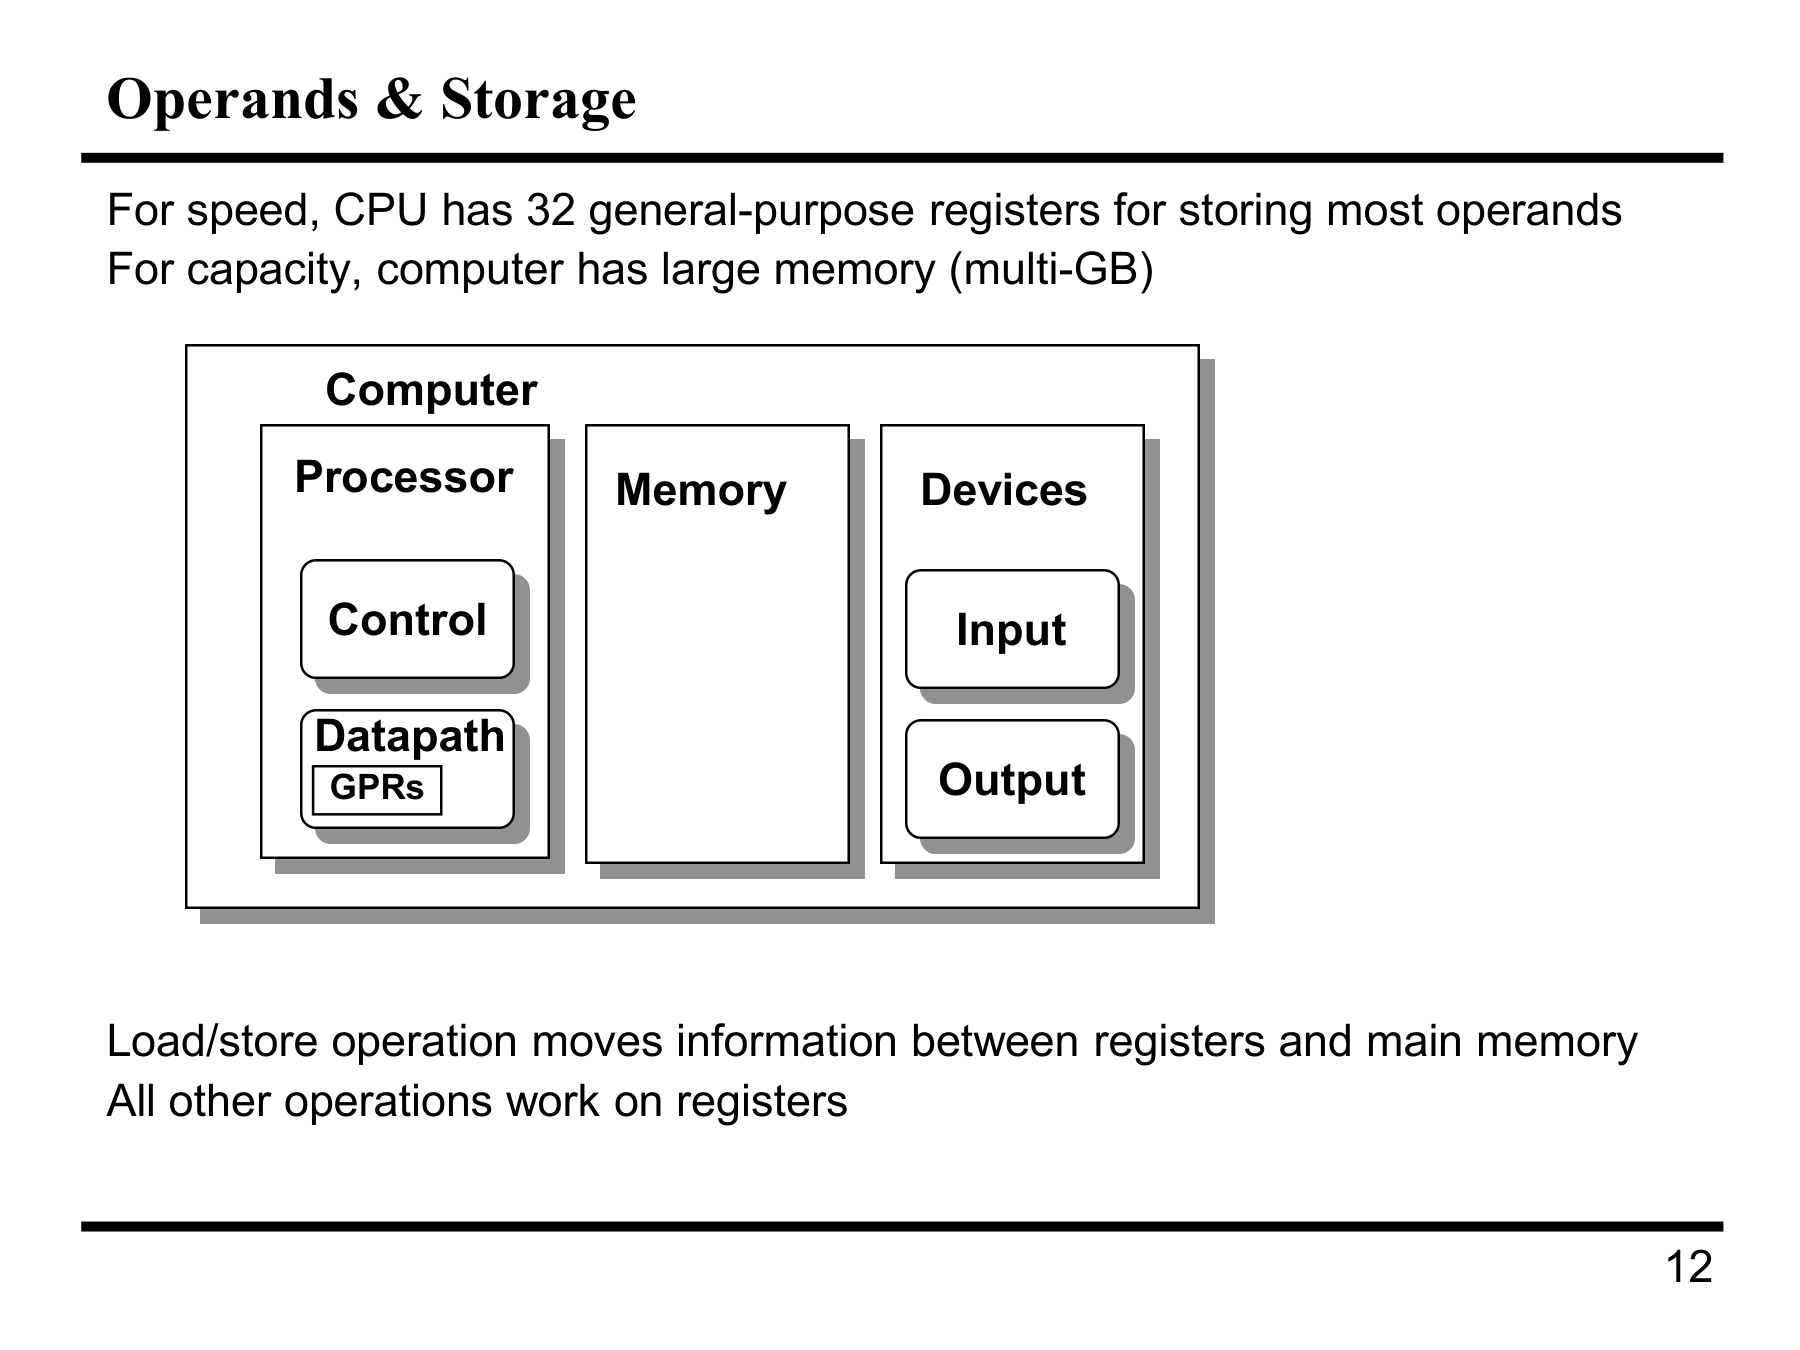 Operands & Storage
For speed, CPU has 32 general-purpose registers for storing most operands
For capacity, computer has large memory (multi-GB)
Computer
Processor
Control
Datapath
GPRs
Memory
Devices
Input
Output
Load/store operation moves information between registers and main memory
All other operations work on registers
12